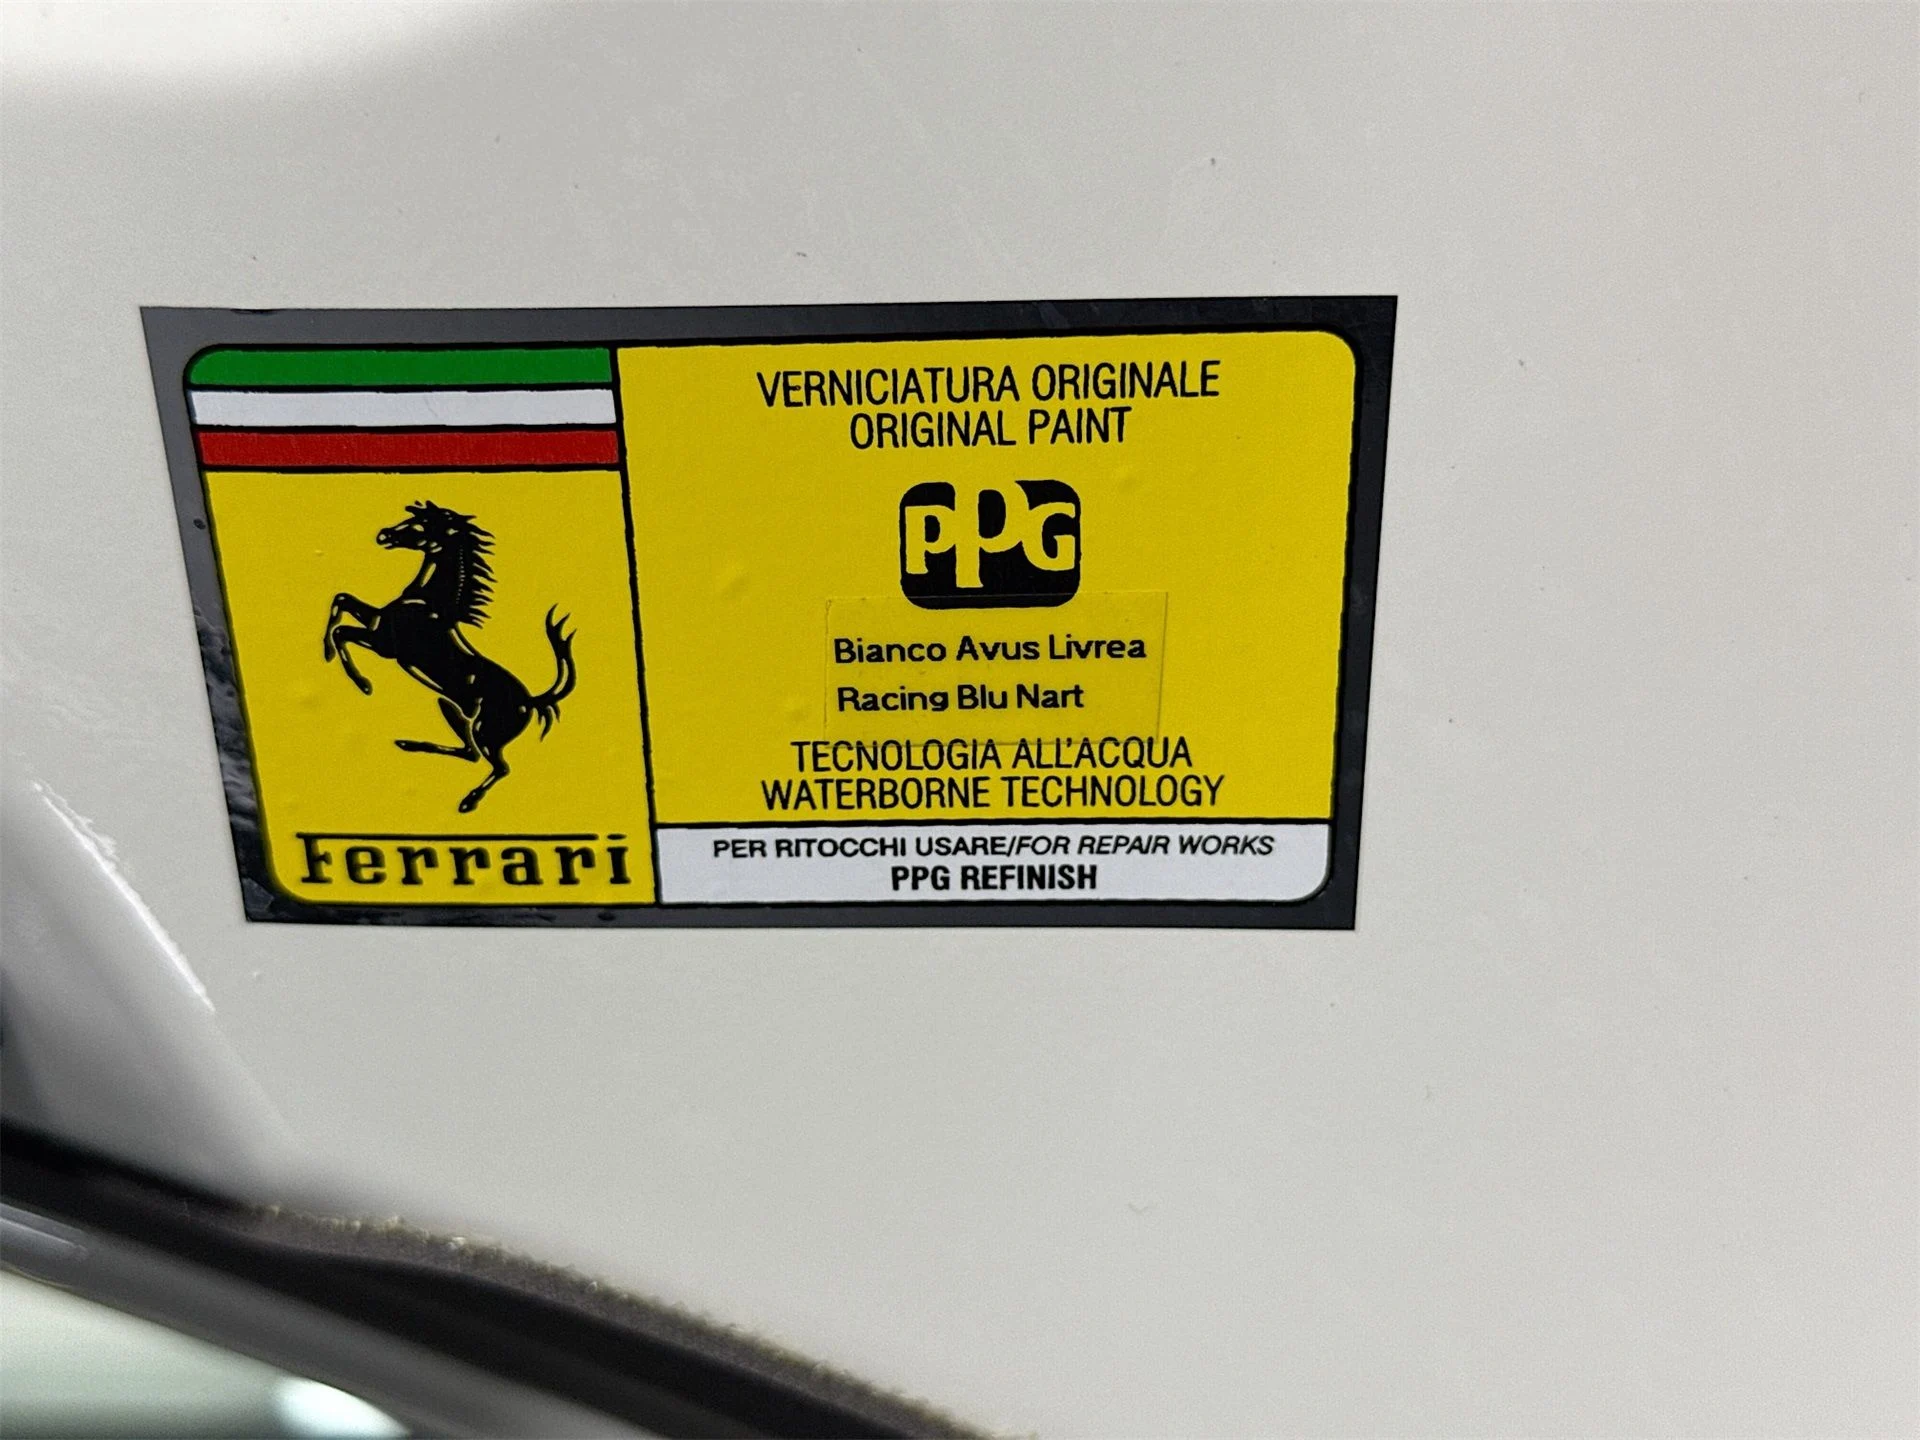 VERNICIATURA ORIGINALE
ORIGINAL PAINT
PPG
Bianco Avus Livrea
Racing Blu Nart
TECNOLOGIA ALL'ACQUA
WATERBORNE TECHNOLOGY
Ferrari
PER RITOCCHI USARE/FOR REPAIR WORKS
PPG REFINISH